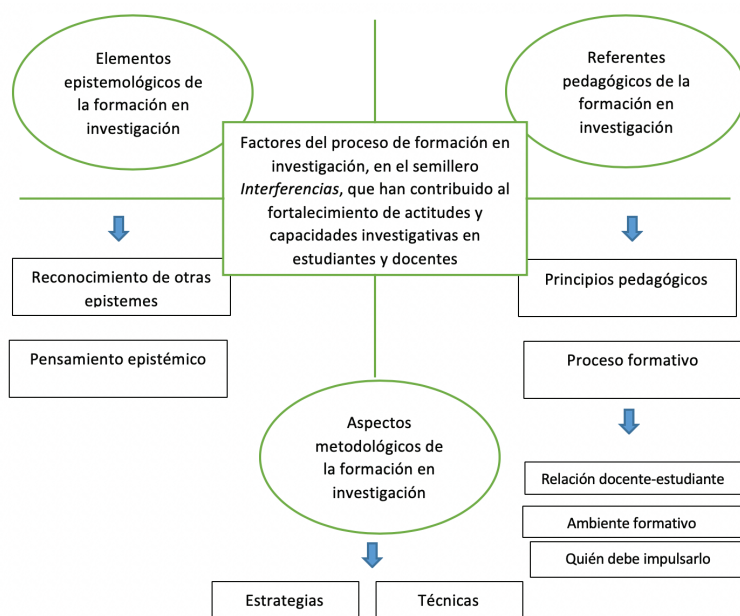 Elementos
epistemológicos de
la formación en
investigación
Referentes
pedagógicos de la
formación en
investigación
Factores del proceso de formación en
investigación, en el semillero
Interferencias, que han contribuido al
fortalecimiento de actitudes y
capacidades investigativas en
estudiantes y docentes
Reconocimiento de otras
epistemes
Pensamiento epistémico
Principios pedagógicos
Proceso formativo
Relación docente-estudiante
Ambiente formativo
Quién debe impulsarlo
Aspectos
metodológicos de
la formación en
investigación
Estrategias
Técnicas